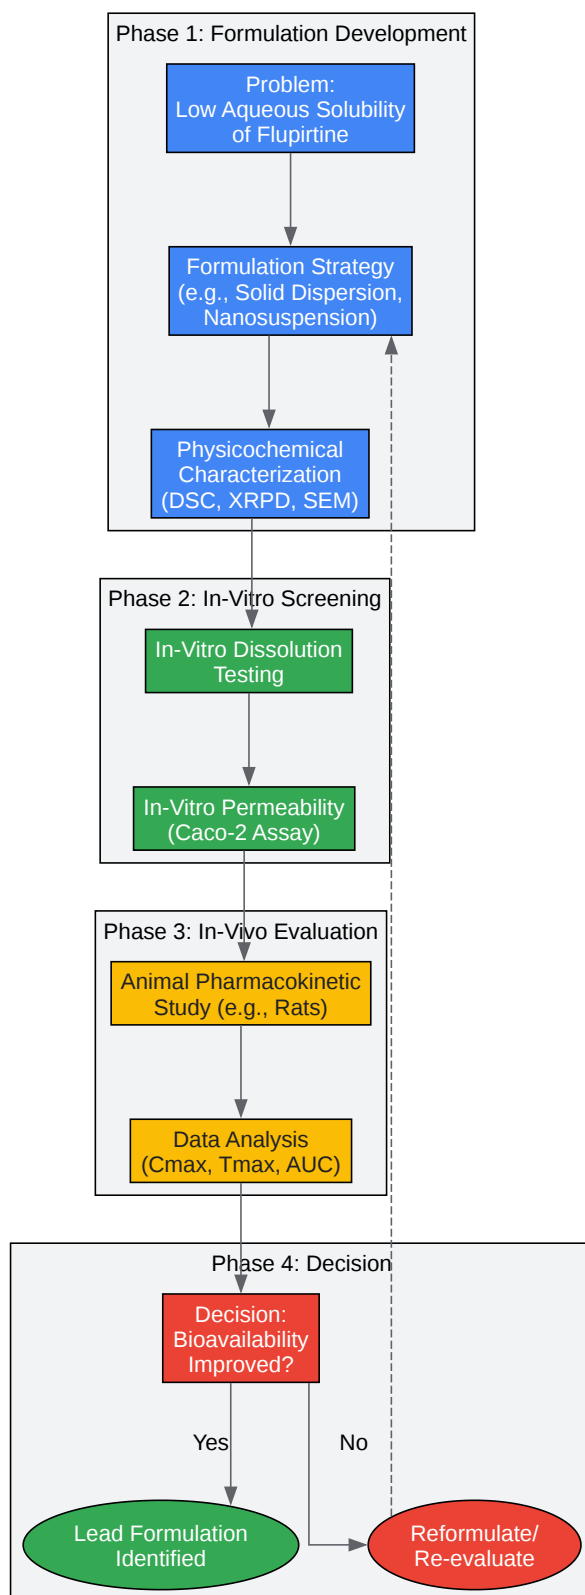 Phase 1: Formulation Development
Problem:
Low Aqueous Solubility
of Flupirtine
Formulation Strategy
(e.g., Solid Dispersion,
Nanosuspension)
Physicochemical
Characterization
(DSC, XRPD, SEM)
Phase 2: In-Vitro Screening
In-Vitro Dissolution
Testing
In-Vitro Permeability
(Caco-2 Assay)
Phase 3: In-Vivo Evaluation
Animal Pharmacokinetic
Study (e.g., Rats)
Data Analysis
(Cmax, Tmax, AUC)
Phase 4: Decision
Decision:
Bioavailability
Improved?
Yes
No
Lead Formulation
Identified
Reformulate/
Re-evaluate